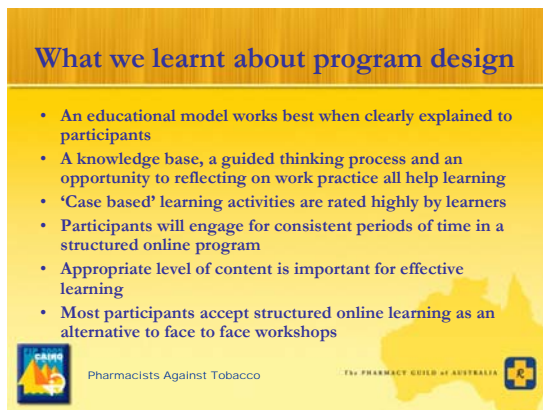 What we learnt about program design
• An educational model works best when clearly explained to
participants
• A knowledge base, a guided thinking process and an
opportunity to reflecting on work practice all help learning
• ‘Case based’ learning activities are rated highly by learners
• Participants will engage for consistent periods of time in a
structured online program
• Appropriate level of content is important for effective
learning
• Most participants accept structured online learning as an
alternative to face to face workshops
CAIRO
Pharmacists Against Tobacco
The PHARMACY GUILD of AUSTRALIA